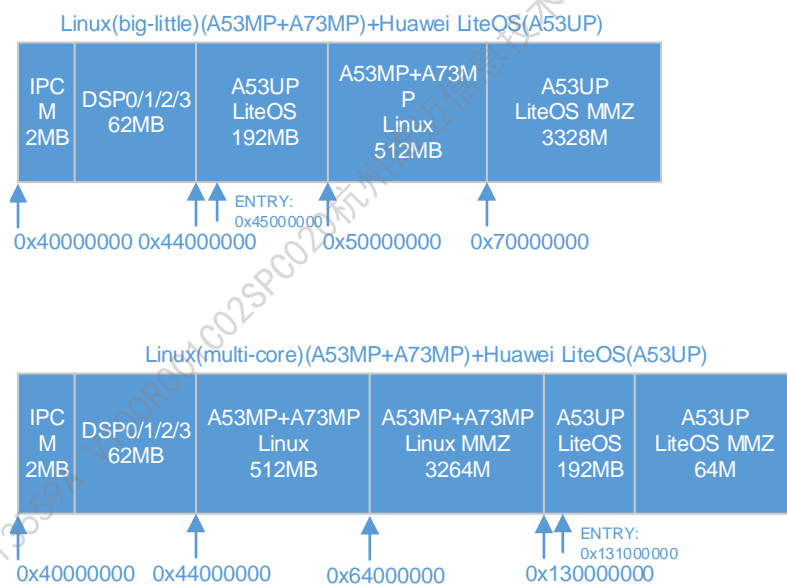 Linux(big-little)(A53MP+A73MP)+Huawei LiteOS(A53UP)
IPC
M
2MB
DSP0/1/2/3
62MB
A53UP
LiteOS
192MB
A53MP+A73M
P
Linux
512MB
A53UP
LiteOS MMZ
3328M
ENTRY:
0x45000000
0x40000000 0x44000000 0x50000000 0x70000000
Linux(multi-core)(A53MP+A73MP)+Huawei LiteOS(A53UP)
IPC
M
2MB
DSP0/1/2/3
62MB
A53MP+A73MP
Linux
512MB
A53MP+A73MP
Linux MMZ
3264M
A53UP
LiteOS
192MB
A53UP
LiteOS MMZ
64M
ENTRY:
0x131000000
0x40000000 0x44000000 0x64000000 0x130000000